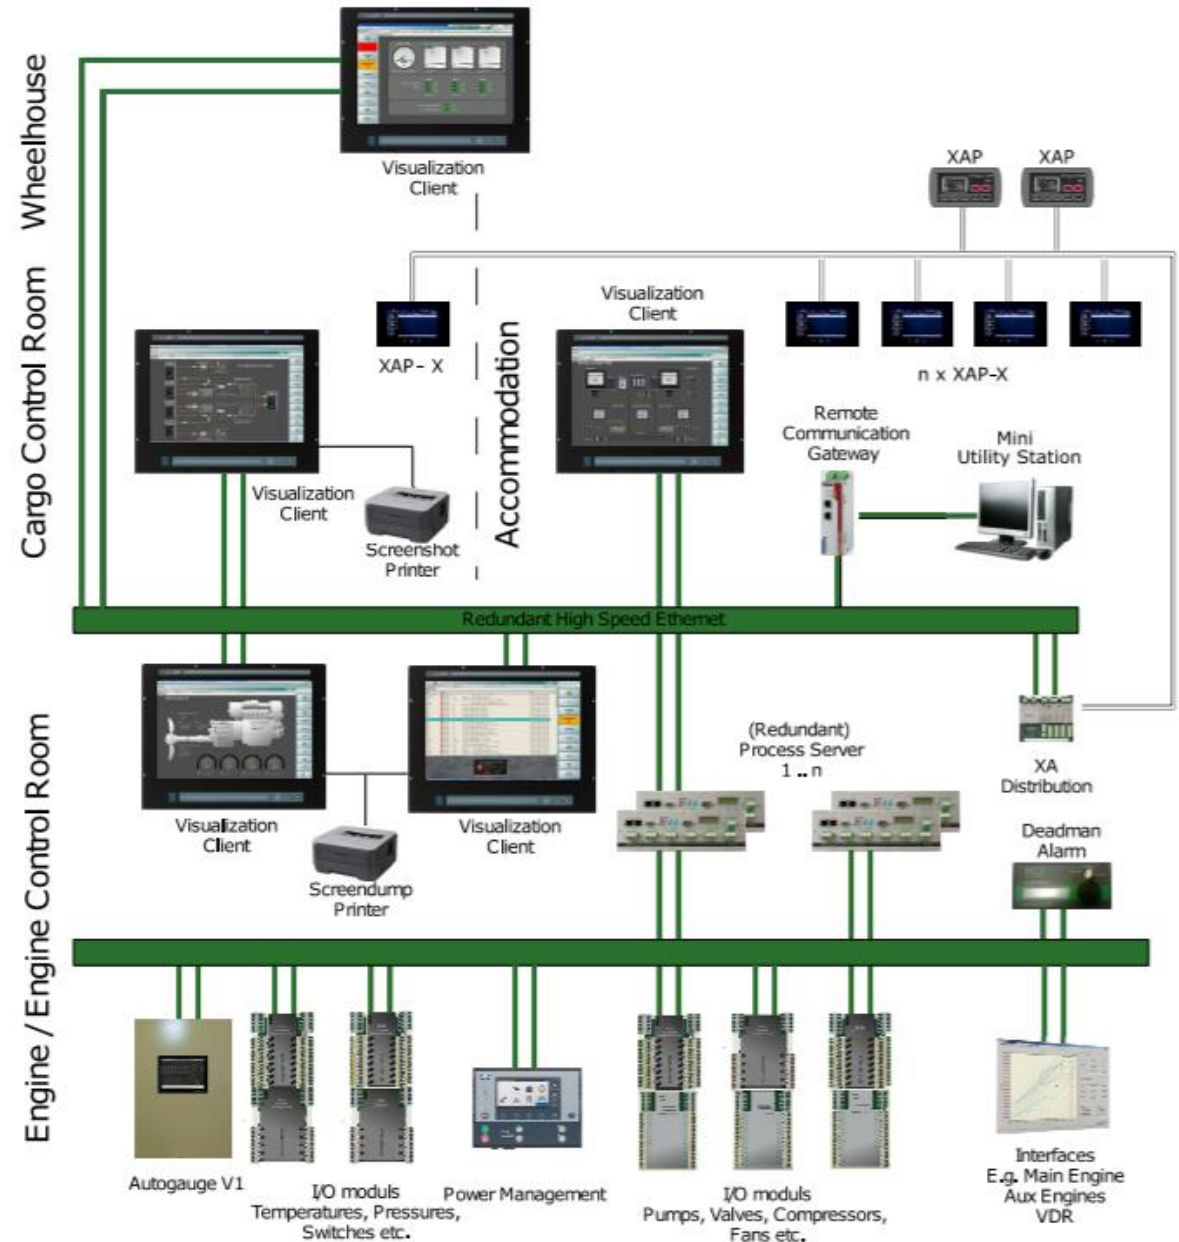 Wheelhouse
Visualization
Client
XAP
XAP
Cargo Control Room
Accommodation
XAP- X
Visualization
Client
n x XAP-X
Remote
Communication
Gateway
Mini
Utility Station
Visualization
Client
Screenshot
Printer
Redundant High Speed Ethernet
Engine / Engine Control Room
(Redundant)
Process Server
1 .. n
XA
Distribution
Visualization
Client
Visualization
Client
Deadman
Alarm
Screendump
Printer
Autogauge V1
I/O moduls
Temperatures, Pressures,
Switches etc.
Power Management
I/O moduls
Pumps, Valves, Compressors,
Fans etc.
Interfaces
E.g. Main Engine
Aux Engines
VDR